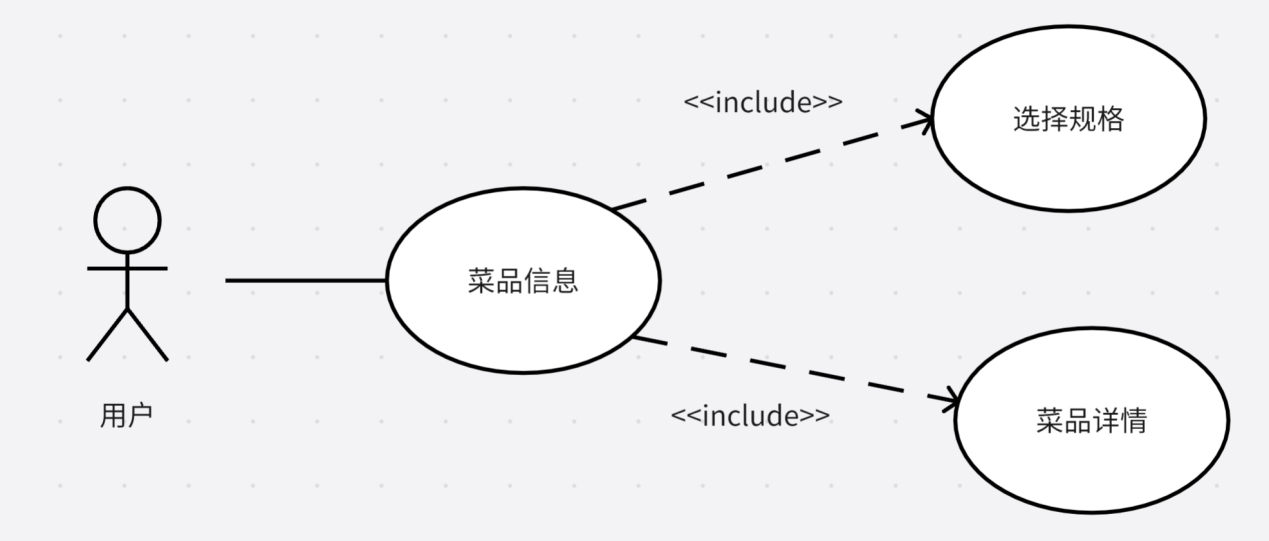 <<include>>
选择规格
菜品信息
用户
<<include>>
菜品详情